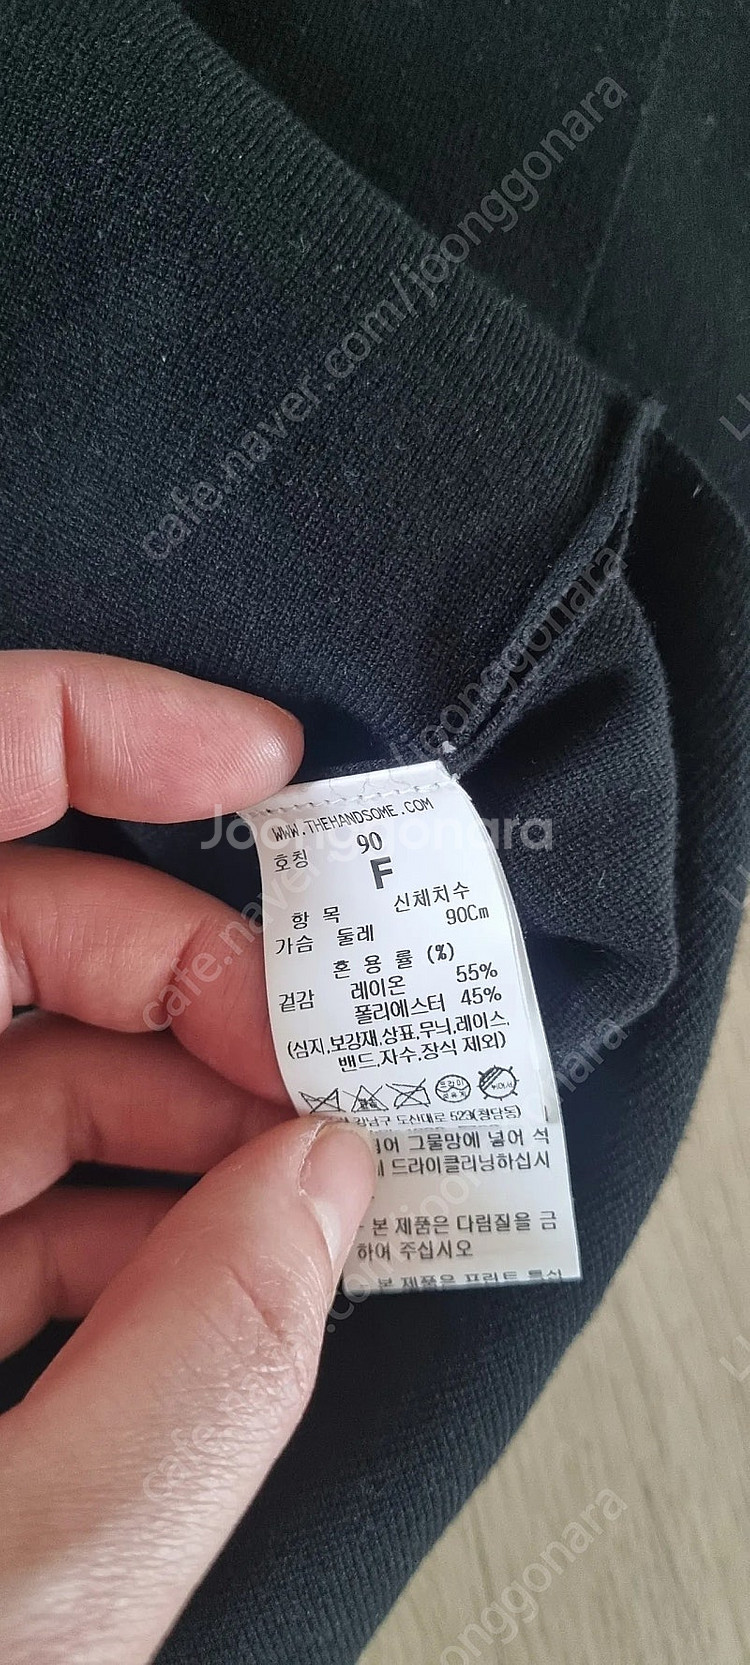 WWW.THEHANDSOME.COM
호칭 90
F
항 목 신체치수
가슴 둘레 90Cm
혼 용 률 (%)
겉감 레이온 55%
폴리에스터 45%
(심지,보강재,상표,무늬,레이스,
밴드,자수,장식 제외)
강남구 도산대로 523(청담동)
그물망에 넣어 석
드라이클리닝하십시
본 제품은 다림질을 금
하여 주십시오
본 제품은 프린트 특성
Joonggonara
cafe.naver.com/joonggonara
cafe.naver.com/joonggonara